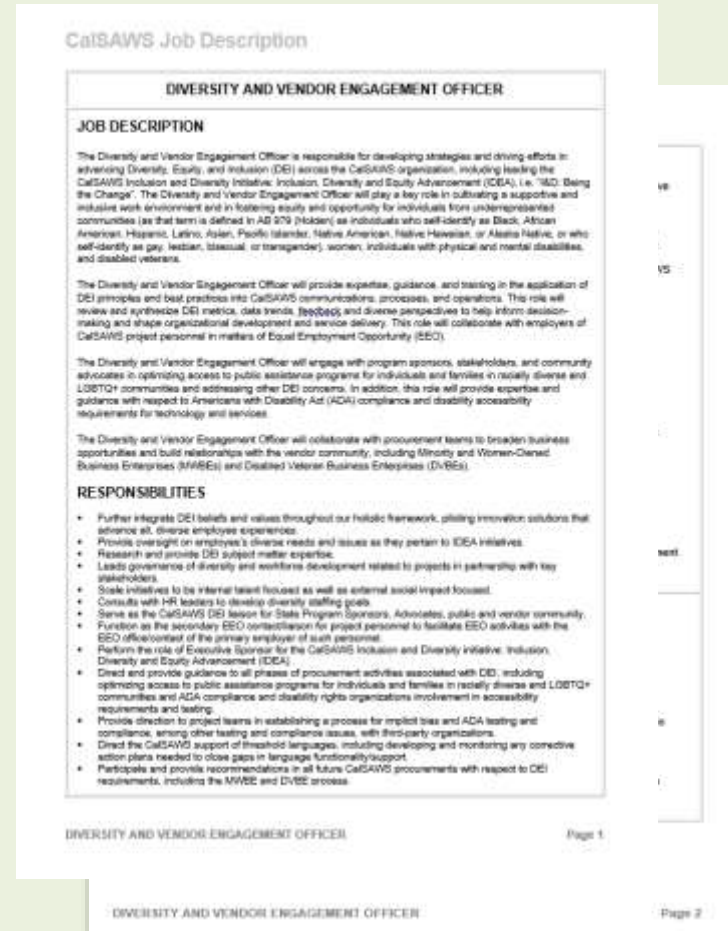 CalSAWS Job Description
DIVERSITY AND VENDOR ENGAGEMENT OFFICER
JOB DESCRIPTION
The Diversity and Vendor Engagement Officer is responsible for developing strategies and driving efforts in
advancing Diversity, Equity, and Inclusion (DEI) across the CalSAWS organization, including leading the
CalSAWS Inclusion and Diversity Initiative: Inclusion, Diversity and Equity Advancement (IDEA), i.e. "I&D: Being
the Change". The Diversity and Vendor Engagement Officer will play a key role in cultivating a supportive and
inclusive work environment and in fostering equity and opportunity for individuals from underrepresented
communities (as that term is defined in AB 979 (Holden) as individuals who self-identify as Black, African
American, Hispanic, Latino, Asian, Pacific Islander, Native American, Native Hawaiian, or Alaska Native, or who
self-identify as gay, lesbian, bisexual, or transgender), women, individuals with physical and mental disabilities,
and disabled veterans.
The Diversity and Vendor Engagement Officer will provide expertise, guidance, and training in the application of
DEI principles and best practices into CalSAWS communications, processes, and operations. This role will
review and synthesize DEI metrics, data trends, feedback and diverse perspectives to help inform decision-
making and shape organizational development and service delivery. This role will collaborate with employers of
CalSAWS project personnel in matters of Equal Employment Opportunity (EEO).
The Diversity and Vendor Engagement Officer will engage with program sponsors, stakeholders, and community
advocates in optimizing access to public assistance programs for individuals and families in racially diverse and
LGBTQ+ communities and addressing other DEI concerns. In addition, this role will provide expertise and
guidance with respect to Americans with Disability Act (ADA) compliance and disability accessibility
requirements for technology and services.
The Diversity and Vendor Engagement Officer will collaborate with procurement teams to broaden business
opportunities and build relationships with the vendor community, including Minority and Women-Owned
Business Enterprises (MWBEs) and Disabled Veteran Business Enterprises (DVBEs).
RESPONSIBILITIES
• Further integrate DEI beliefs and values throughout our holistic framework, piloting innovation solutions that
advance all, diverse employee experiences.
• Provide oversight on employee's diverse needs and issues as they pertain to IDEA initiatives.
• Research and provide DEI subject matter expertise.
• Leads governance of diversity and workforce development related to projects in partnership with key
stakeholders.
• Scale initiatives to be internal talent focused as well as external social impact focused.
• Consults with HR leaders to develop diversity staffing goals.
• Serve as the CalSAWS DEI liaison for State Program Sponsors, Advocates, public and vendor community.
• Function as the secondary EEO contact/liaison for project personnel to facilitate EEO activities with the
EEO office/contact of the primary employer of such personnel.
• Perform the role of Executive Sponsor for the CalSAWS Inclusion and Diversity initiative: Inclusion,
Diversity and Equity Advancement (IDEA)
• Direct and provide guidance to all phases of procurement activities associated with DEI, including
optimizing access to public assistance programs for individuals and families in racially diverse and LGBTQ+
communities and ADA compliance and disability rights organizations involvement in accessibility
requirements and testing.
• Provide direction to project teams in establishing a process for implicit bias and ADA testing and
compliance, among other testing and compliance issues, with third-party organizations.
• Direct the CalSAWS support of threshold languages, including developing and monitoring any corrective
action plans needed to close gaps in language functionality/support.
• Participate and provide recommendations in all future CalSAWS procurements with respect to DEI
requirements, including the MWBE and DVBE process.
DIVERSITY AND VENDOR ENGAGEMENT OFFICER Page 1
DIVERSITY AND VENDOR ENGAGEMENT OFFICER Page 2